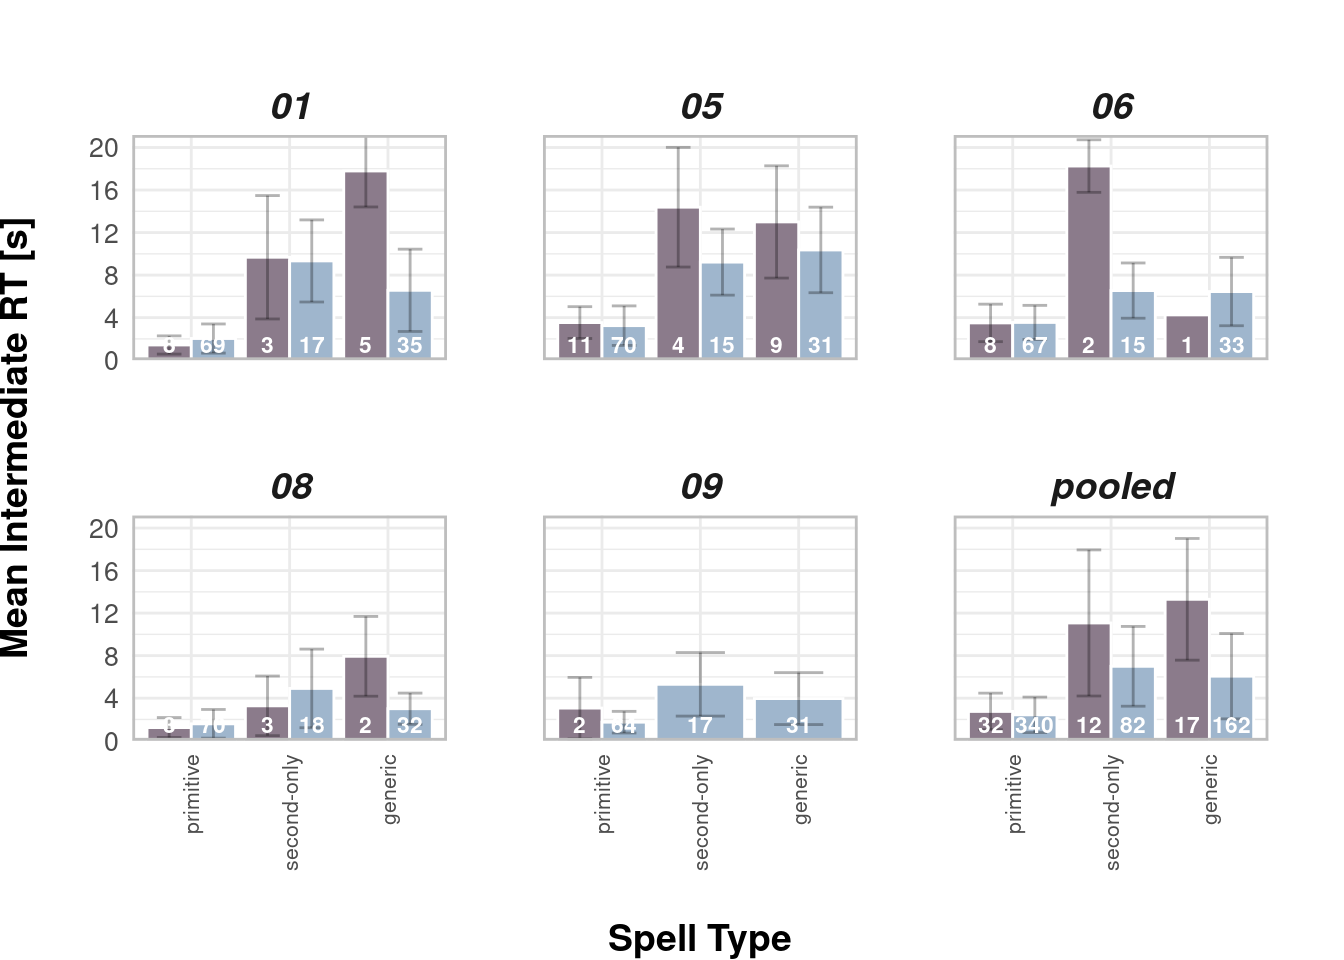 01
05
06
20
16
12
8
4
0
69 3 17 5 35
11 70 4 15 9 31
8 67 2 15 1 33
Mean Intermediate RT [s]
08
09
pooled
20
16
12
8
4
0
70 3 18 2 32
2 64 17 31
32 340 12 82 17 162
primitive
second-only
generic
primitive
second-only
generic
primitive
second-only
generic
Spell Type